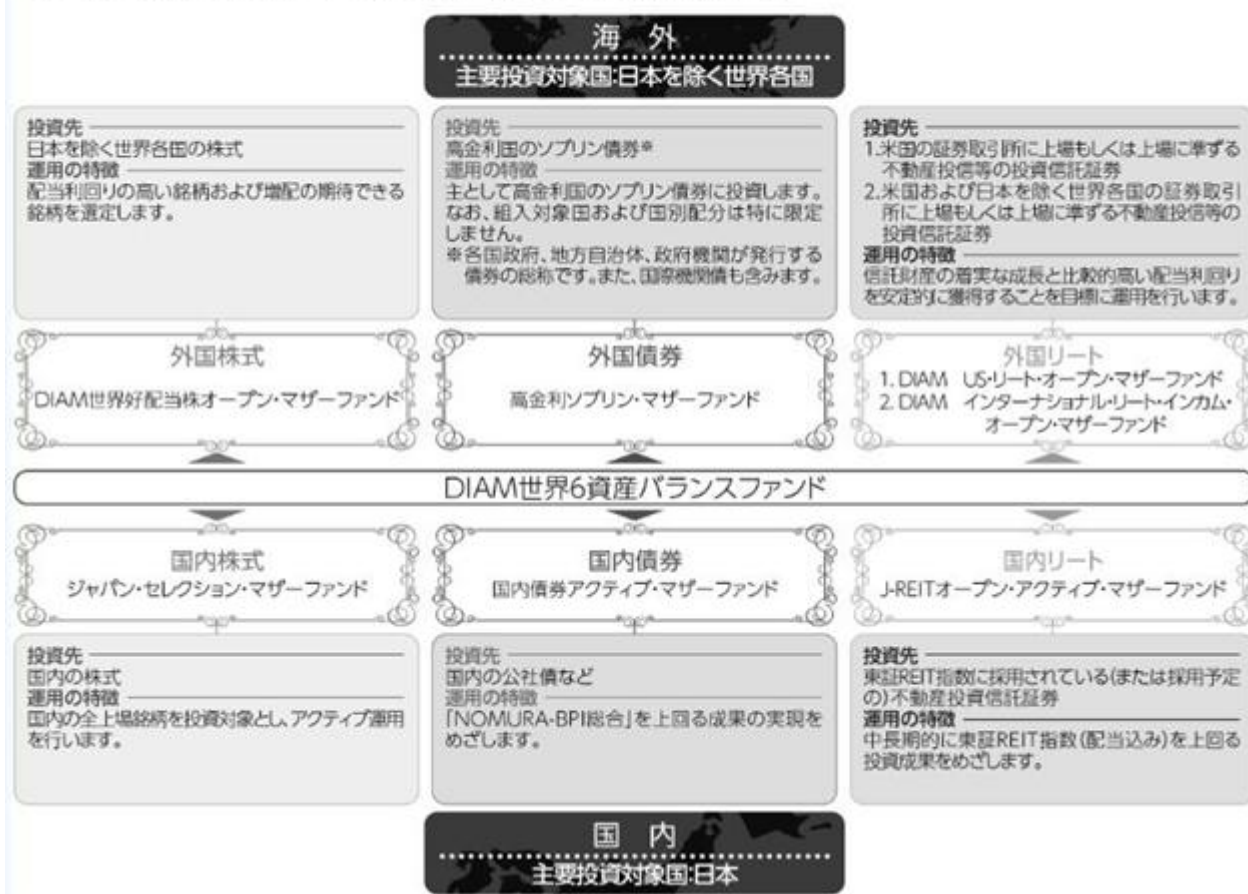 海 外
主要投資対象国:日本を除く世界各国
投資先
日本を除く世界各国の株式
運用の特徴
配当利回りの高い銘柄および増配の期待できる
銘柄を選定します。
投資先
高金利国のソブリン債券※
運用の特徴
主として高金利国のソブリン債券に投資します。
なお、組入対象国および国別配分は特に限定
しません。
※各国政府、地方自治体、政府機関が発行する
債券の総称です。また、国際機関債も含みます。
投資先
1.米国の証券取引所に上場もしくは上場に準ずる
不動産投信等の投資信託証券
2.米国および日本を除く世界各国の証券取引
所に上場もしくは上場に準ずる不動産投信等の
投資信託証券
運用の特徴
信託財産の着実な成長と比較的高い配当利回り
を安定的に獲得することを目標に運用を行います。
外国株式
DIAM世界好配当株オープン・マザーファンド
外国債券
高金利ソブリン・マザーファンド
外国リート
1. DIAM US・リート・オープン・マザーファンド
2. DIAM インターナショナル・リート・インカム・
オープン・マザーファンド
DIAM世界6資産バランスファンド
国内株式
ジャパン・セレクション・マザーファンド
国内債券
国内債券アクティブ・マザーファンド
国内リート
J-REITオープン・アクティブ・マザーファンド
投資先
国内の株式
運用の特徴
国内の全上場銘柄を投資対象とし、アクティブ運用
を行います。
投資先
国内の公社債など
運用の特徴
「NOMURA-BPI総合」を上回る成果の実現を
めざします。
投資先
東証REIT指数に採用されている(または採用予定
の)不動産投資信託証券
運用の特徴
中長期的に東証REIT指数(配当込み)を上回る
投資成果をめざします。
国 内
主要投資対象国:日本